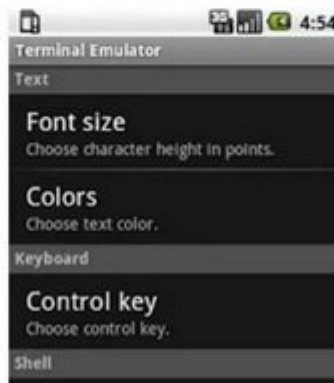 3G
4:54
Terminal Emulator
Text
Font size
Choose character height in points.
Colors
Choose text color.
Keyboard
Control key
Choose control key.
Shell